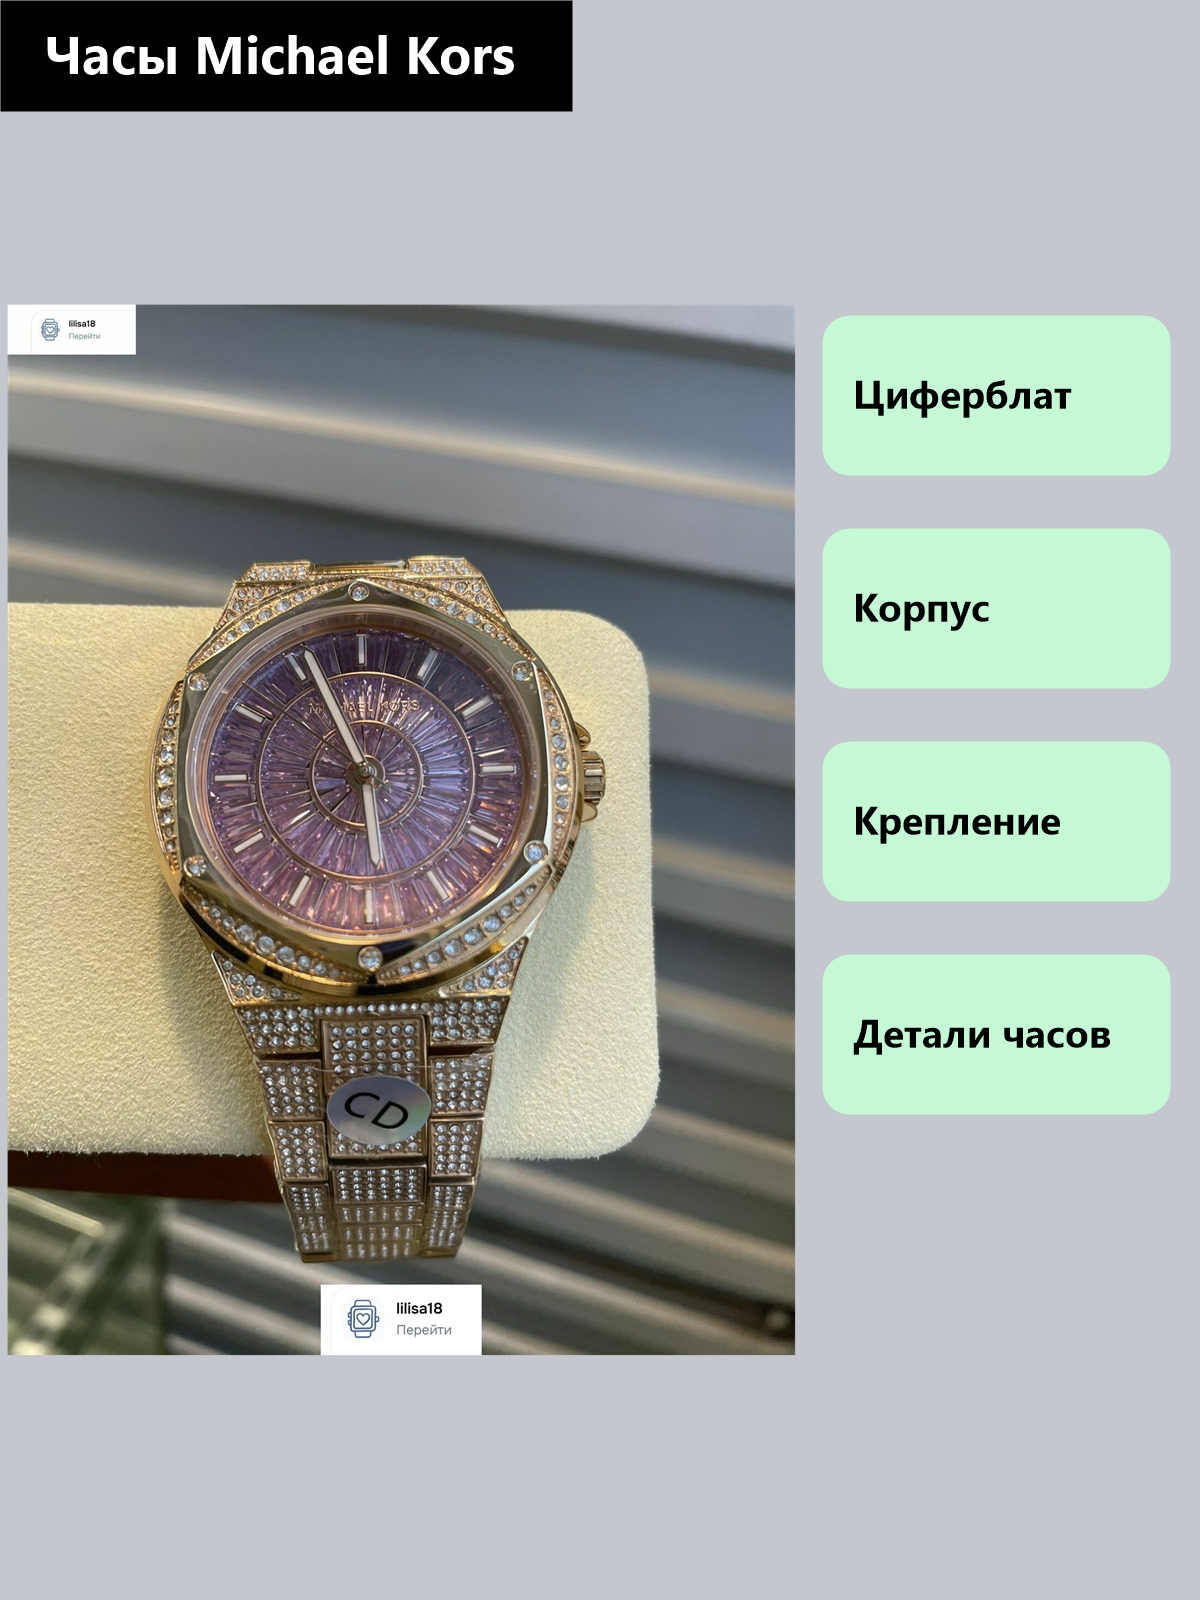 Часы Michael Kors
lilisa18
Перейти
Циферблат
Корпус
MICHAEL KORS
Крепление
Детали часов
CD
lilisa18
Перейти